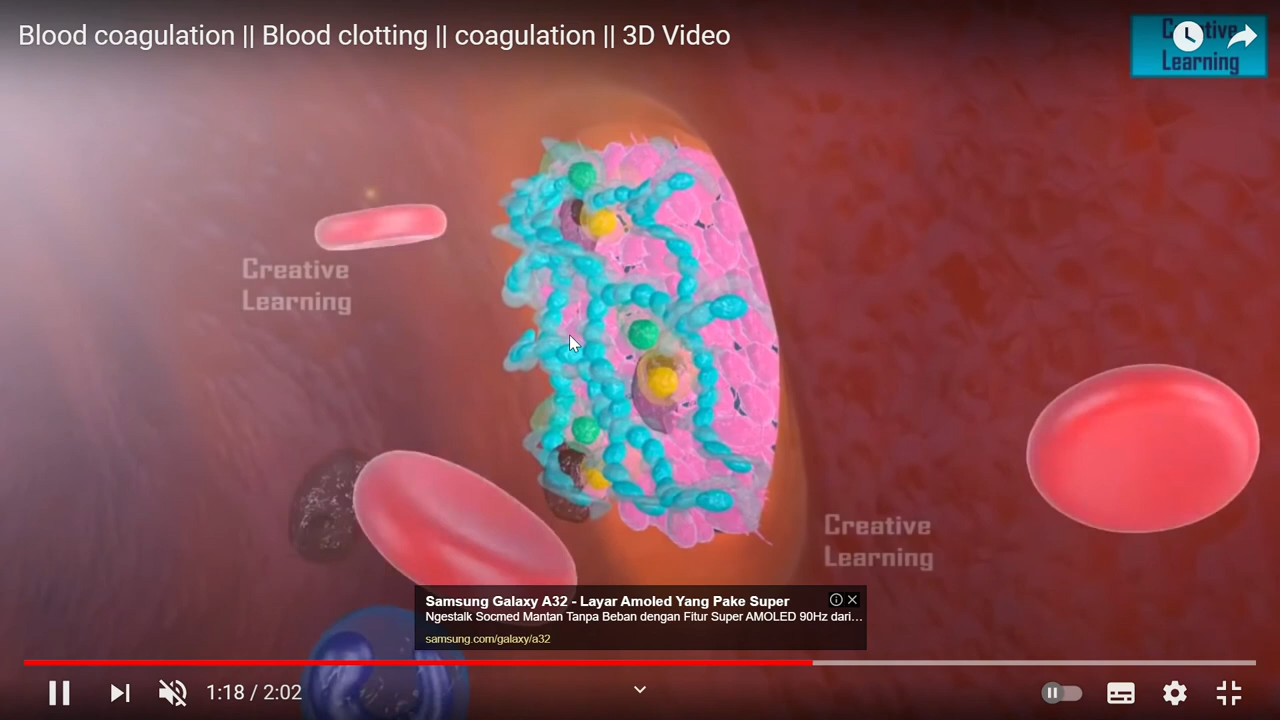 Blood coagulation || Blood clotting || coagulation || 3D Video
Learning
Creative
Learning
Creative
Learning
Samsung Galaxy A32 - Layar Amoled Yang Pake Super
Ngestalk Socmed Mantan Tanpa Beban dengan Fitur Super AMOLED 90Hz dari...
samsung.com/galaxy/a32
1:18 / 2:02